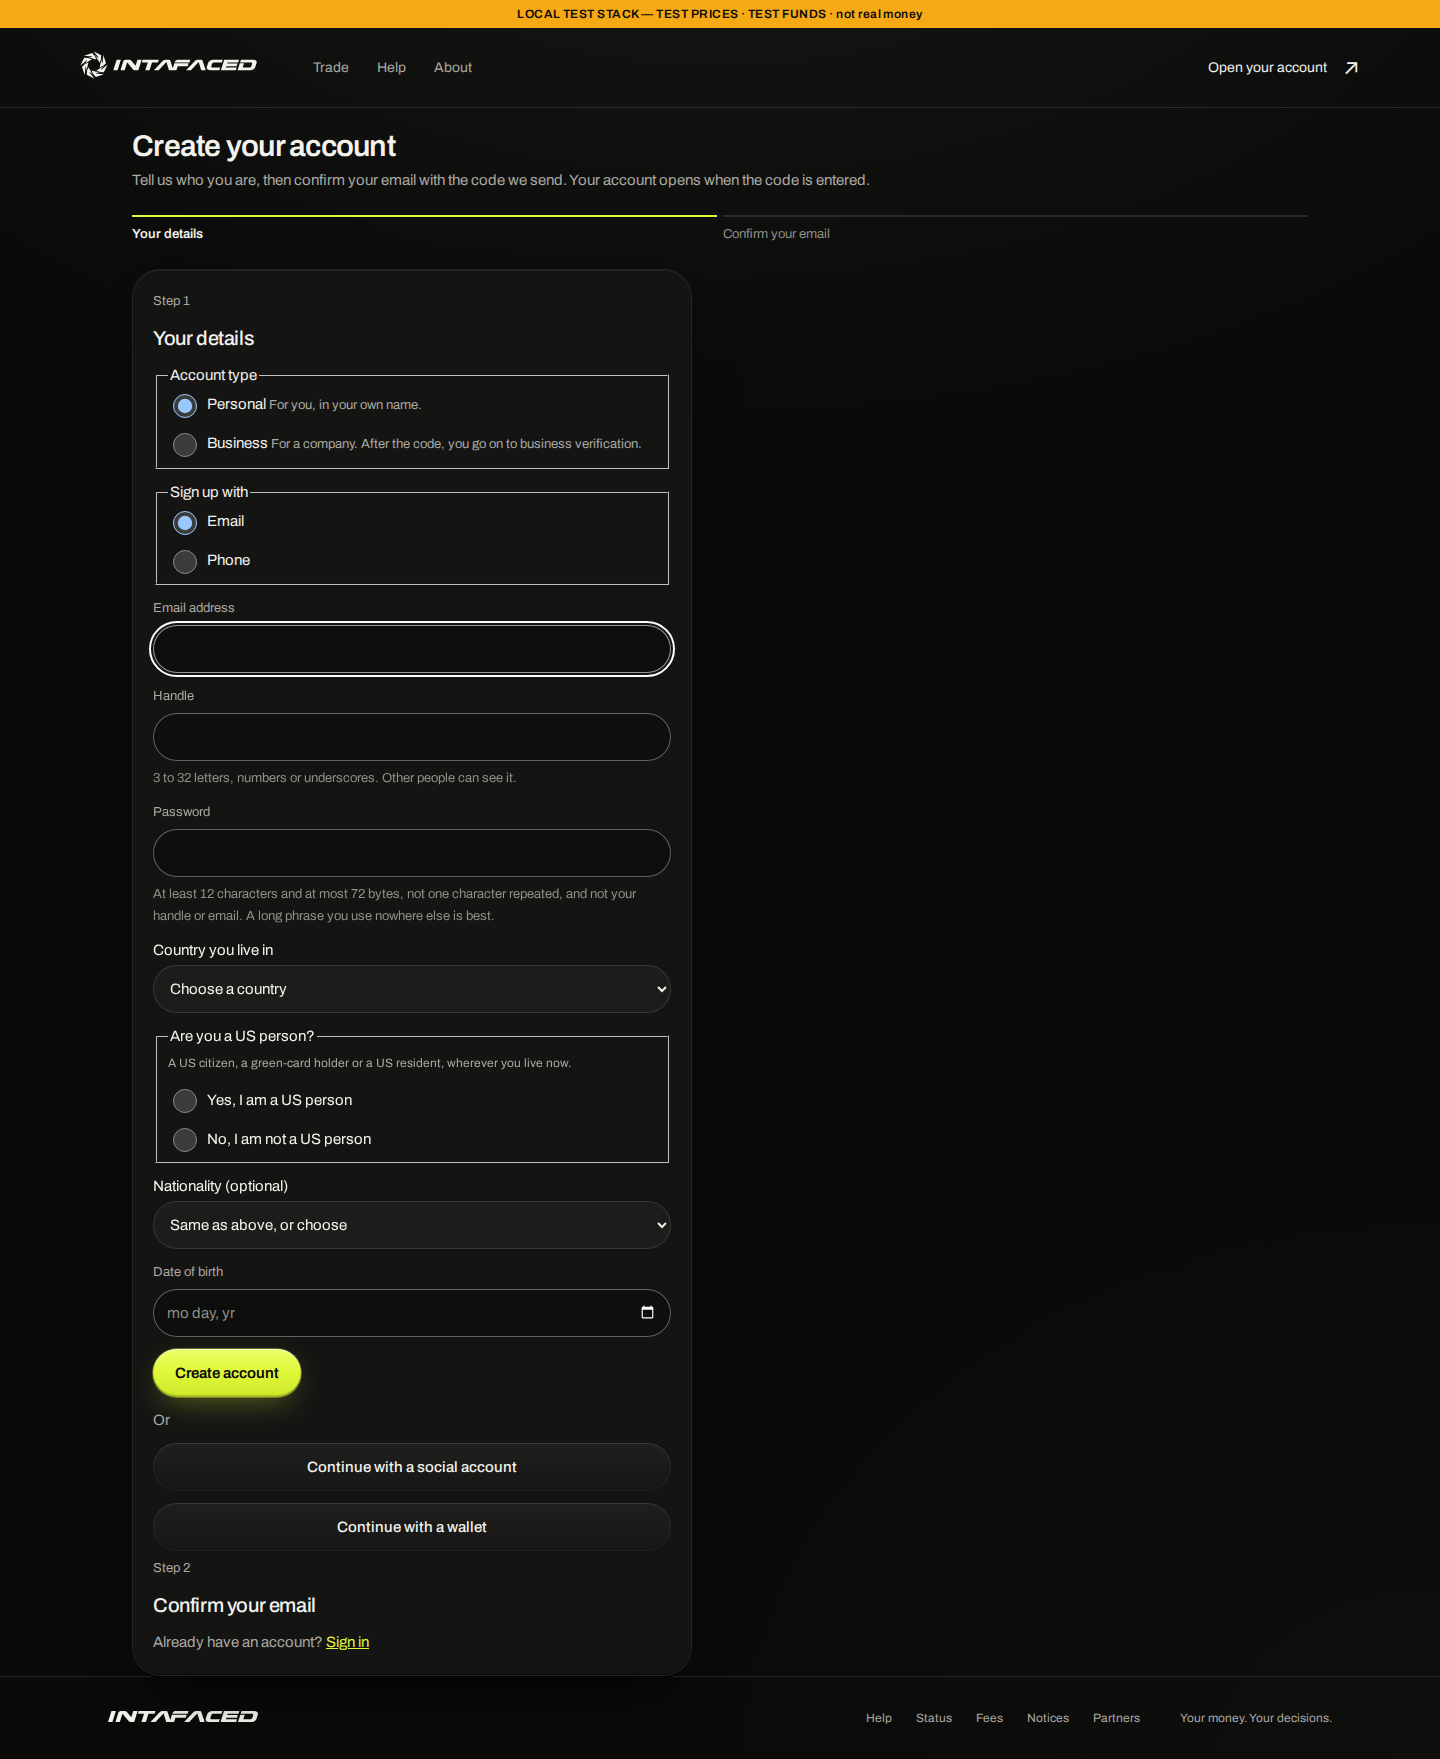 LOCAL TEST STACK — TEST PRICES · TEST FUNDS · not real money
INTAFACED
Trade
Help
About
Open your account
Create your account
Tell us who you are, then confirm your email with the code we send. Your account opens when the code is entered.
Your details
Confirm your email
Step 1
Your details
Account type
Personal For you, in your own name.
Business For a company. After the code, you go on to business verification.
Sign up with
Email
Phone
Email address
Handle
3 to 32 letters, numbers or underscores. Other people can see it.
Password
At least 12 characters and at most 72 bytes, not one character repeated, and not your
handle or email. A long phrase you use nowhere else is best.
Country you live in
Choose a country
Are you a US person?
A US citizen, a green-card holder or a US resident, wherever you live now.
Yes, I am a US person
No, I am not a US person
Nationality (optional)
Same as above, or choose
Date of birth
mo day, yr
Create account
Or
Continue with a social account
Continue with a wallet
Step 2
Confirm your email
Already have an account? Sign in
INTAFACED
Help
Status
Fees
Notices
Partners
Your money. Your decisions.